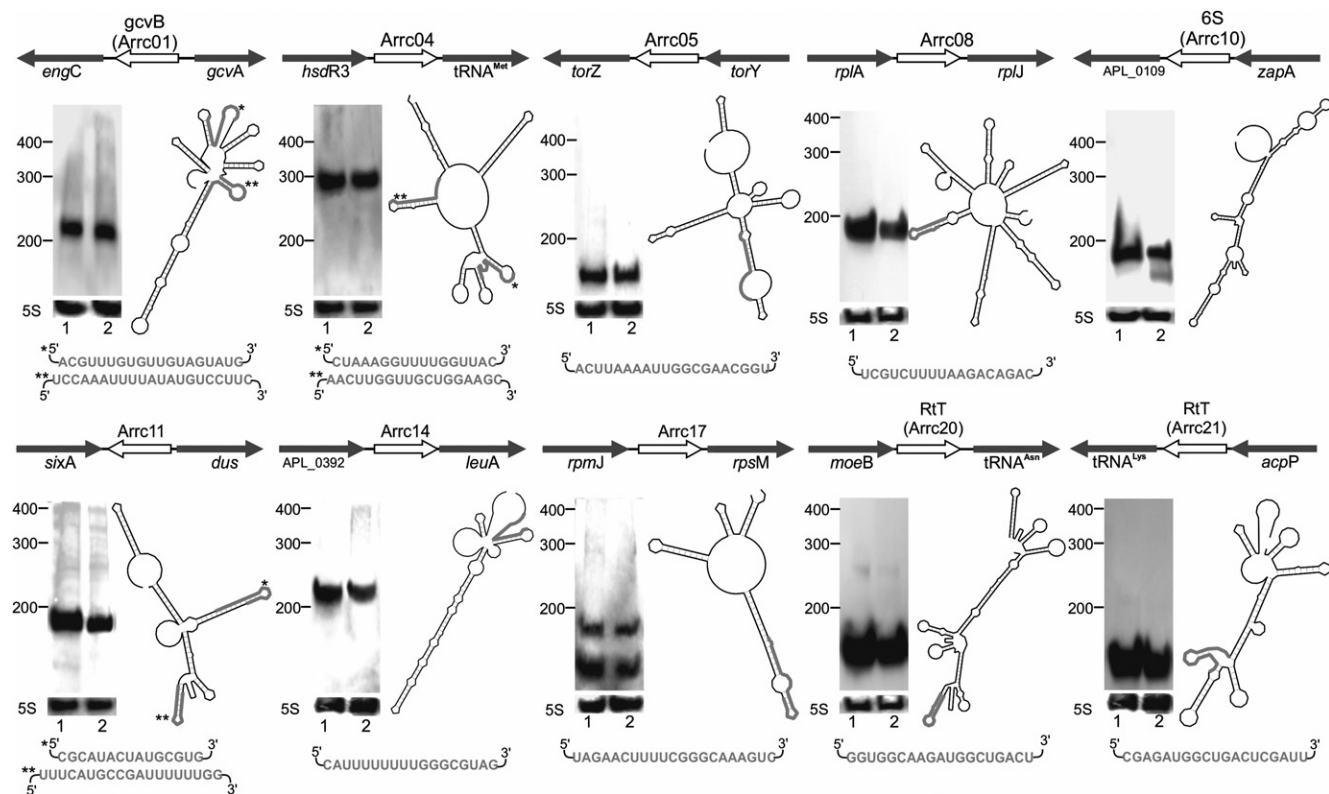 gcvB
(Arrc01)
engC
gcvA
400
300
200
5S
1 2
*
**
*5' ACGUUUGUGUUGUAGUAUG 3'
**UCCAAAUUUUAUAUGUCCUUC
5' 3'
Arrc04
hsdR3
tRNAMet
400
300
200
5S
1 2
**
*
*5' CUAAAGGUUUUGGUUAC 3'
**AACUUGGUUGCUGGAAGC
5' 3'
Arrc05
torZ
torY
400
300
200
5S
1 2
5' 3'
ACUUAAAAUUGGCGAACGGU
Arrc08
rplA
rplJ
400
300
200
5S
1 2
5' 3'
UCGUCUUUUAAGACAGAC
6S
(Arrc10)
APL_0109
zapA
400
300
200
5S
1 2
Arrc11
sixA
dus
400
300
200
5S
1 2
*
**
*5' CGCAUACUAUGCGUG 3'
**UUUCAUGCCGAUUUUUUGG
5' 3'
Arrc14
APL_0392
leuA
400
300
200
5S
1 2
5' 3'
CAUUUUUUUUGGGCGUAG
Arrc17
rpmJ
rpsM
400
300
200
5S
1 2
5' 3'
UAGAACUUUUCGGGCAAAGUG
RtT
(Arrc20)
moeB
tRNAAsn
400
300
200
5S
1 2
5' 3'
GGUGGCAAGAUGGCUGACU
RtT
(Arrc21)
tRNALys
acpP
400
300
200
5S
1 2
5' 3'
CGAGAUGGCUGACUCGAUU